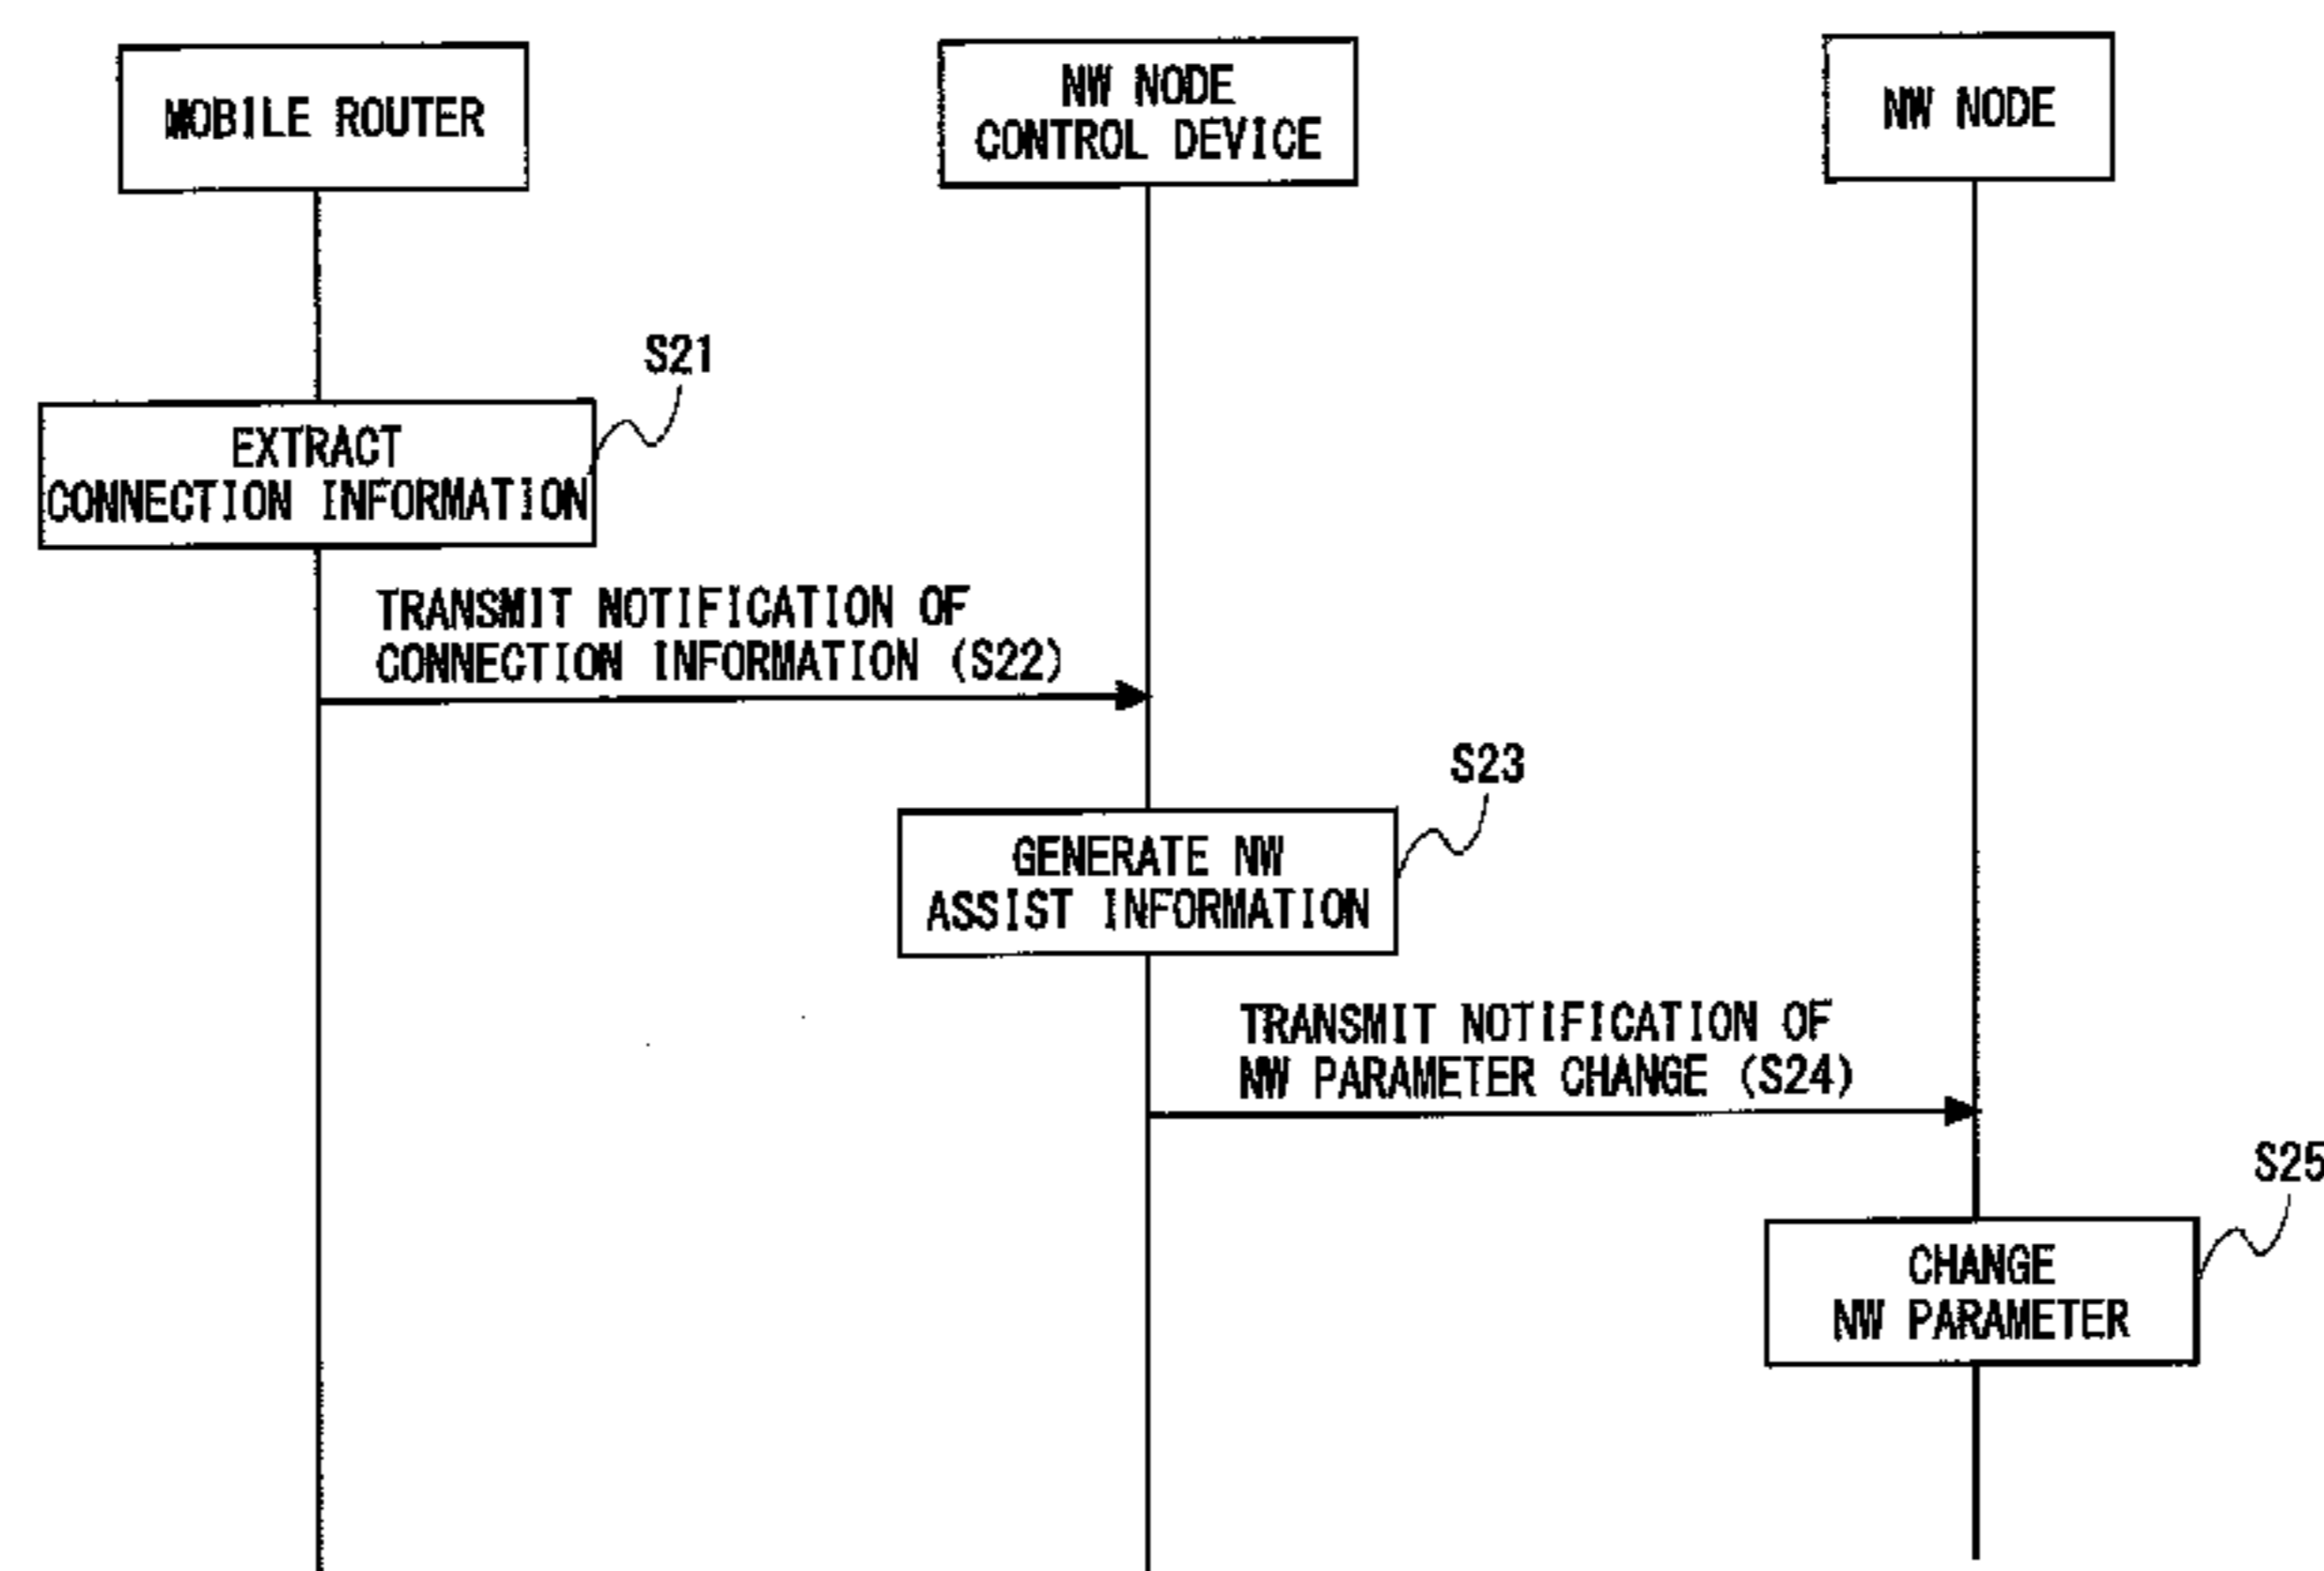 MOBILE ROUTER
NW NODE
CONTROL DEVICE
NW NODE
S21
EXTRACT
CONNECTION INFORMATION
TRANSMIT NOTIFICATION OF
CONNECTION INFORMATION (S22)
S23
GENERATE NW
ASSIST INFORMATION
TRANSMIT NOTIFICATION OF
NW PARAMETER CHANGE (S24)
S25
CHANGE
NW PARAMETER